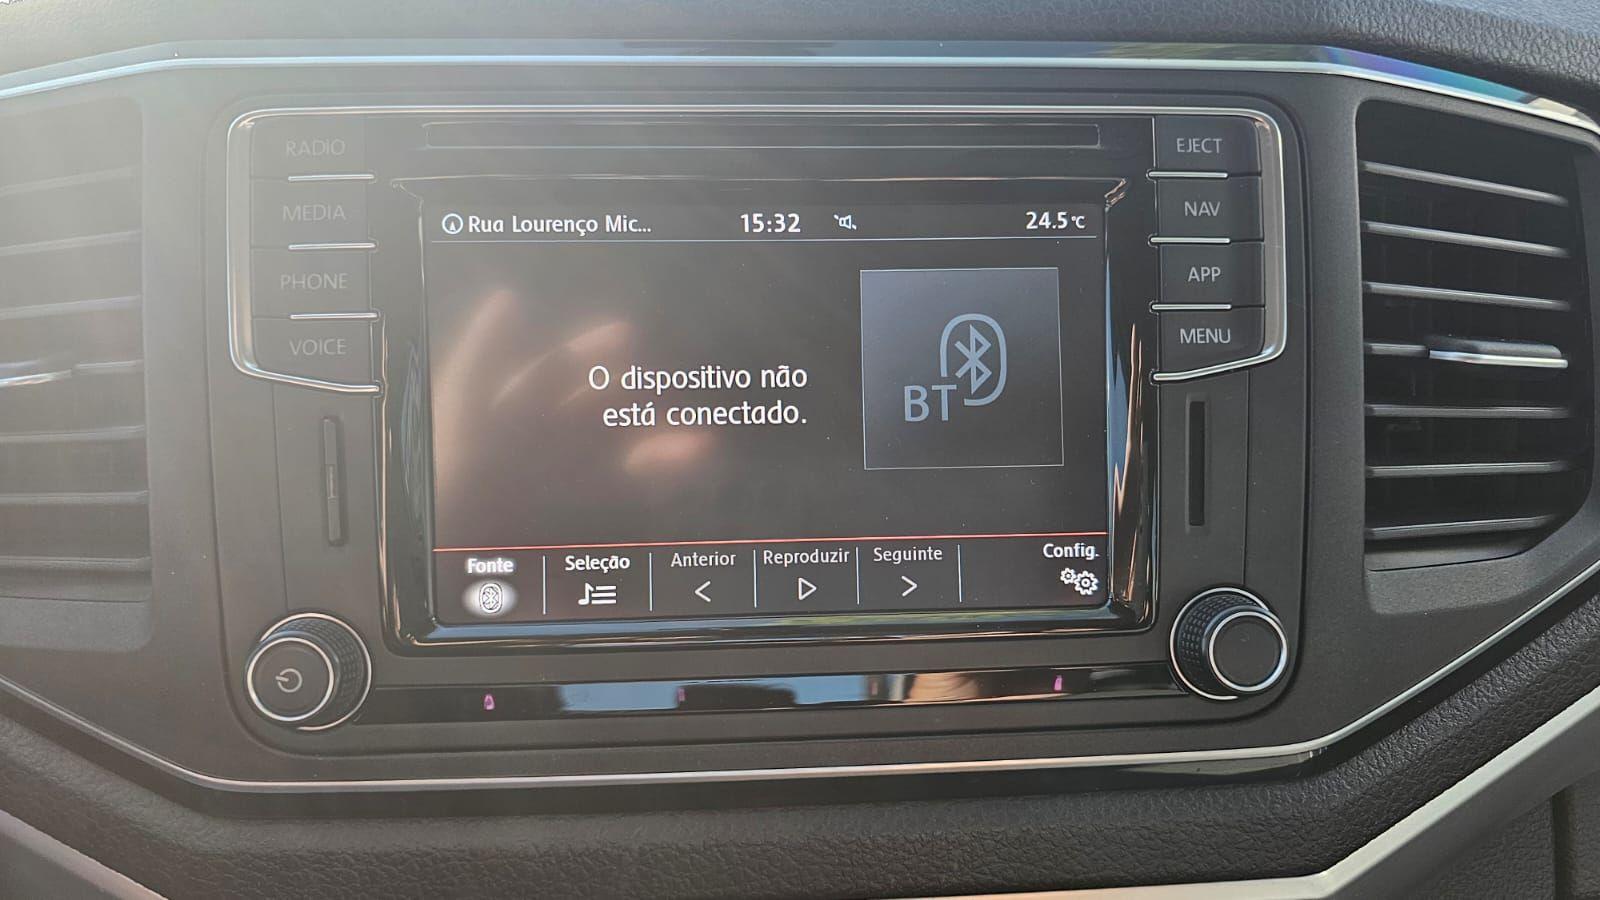 RADIO
MEDIA
PHONE
VOICE
EJECT
NAV
APP
MENU
Rua Lourenço Mic... 15:32 24.5°C
O dispositivo não
está conectado.
BT
Fonte
Seleção
Anterior
Reproduzir
Seguinte
Config.